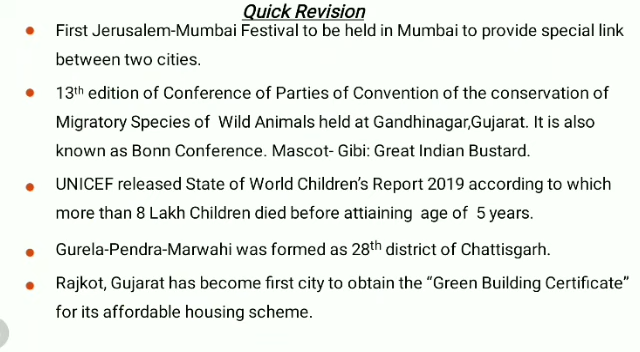 Quick Revision
• First Jerusalem-Mumbai Festival to be held in Mumbai to provide special link
between two cities.
• 13th edition of Conference of Parties of Convention of the conservation of
Migratory Species of Wild Animals held at Gandhinagar,Gujarat. It is also
known as Bonn Conference. Mascot- Gibi: Great Indian Bustard.
• UNICEF released State of World Children's Report 2019 according to which
more than 8 Lakh Children died before attiaining age of 5 years.
• Gurela-Pendra-Marwahi was formed as 28th district of Chattisgarh.
• Rajkot, Gujarat has become first city to obtain the “Green Building Certificate”
for its affordable housing scheme.